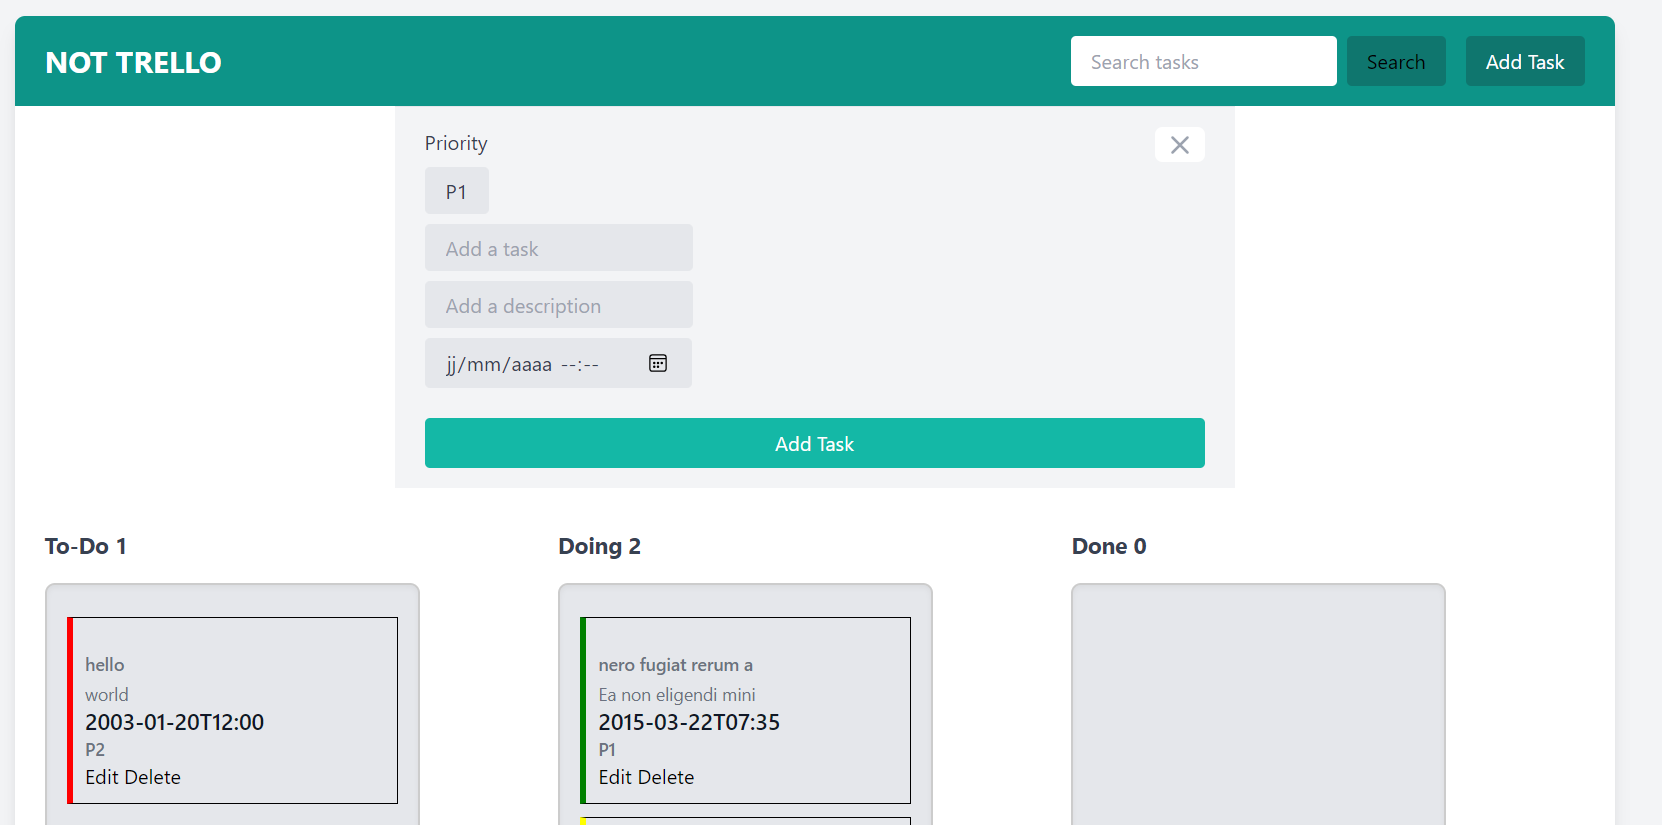 NOT TRELLO
Search tasks
Search
Add Task
Priority
P1
Add a task
Add a description
jj/mm/aaaa --:--
Add Task
To-Do 1
hello
world
2003-01-20T12:00
P2
Edit Delete
Doing 2
nero fugiat rerum a
Ea non eligendi mini
2015-03-22T07:35
P1
Edit Delete
Done 0